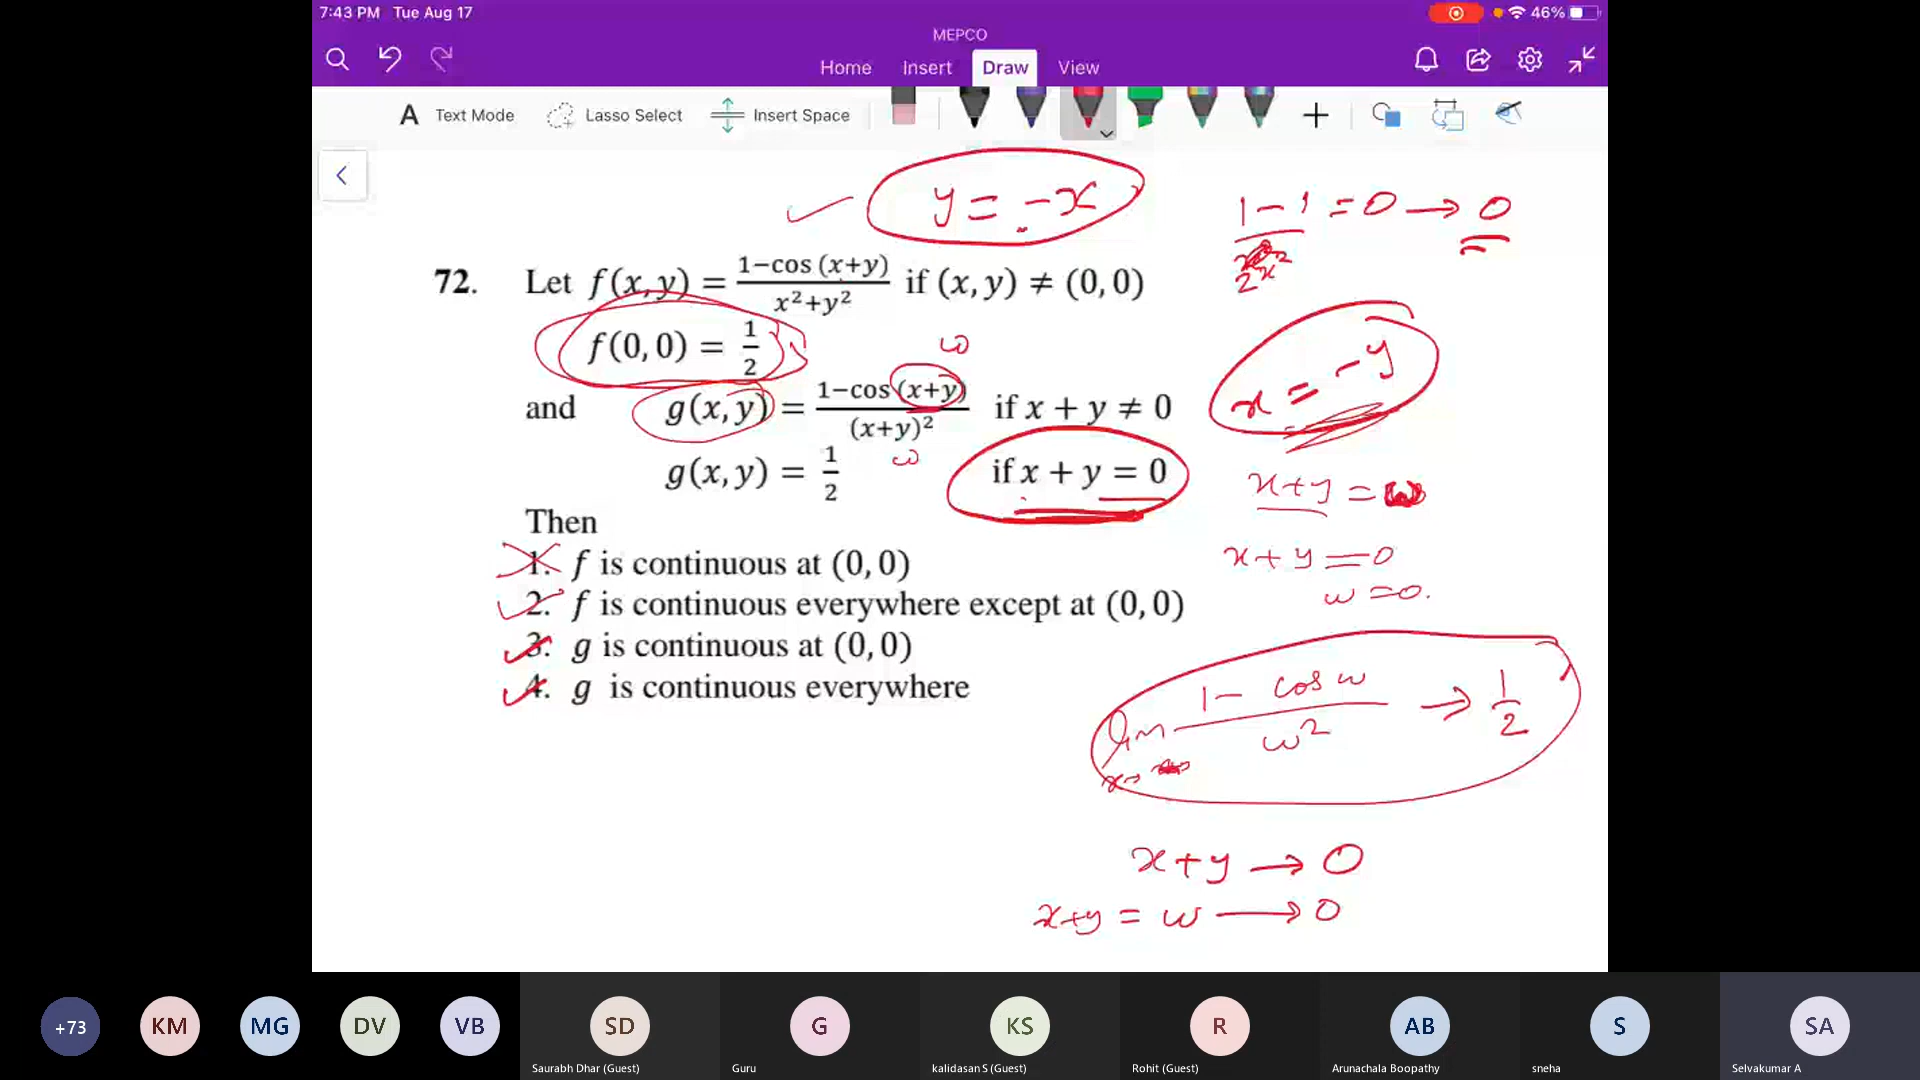 7:43 PM Tue Aug 17
46%
MEPCO
Home Insert Draw View
A Text Mode Lasso Select Insert Space
y = -x
1-1 = 0 → 0
2x²
72. Let f(x,y) = 1−cos (x+y) / x²+y² if (x,y) ≠ (0,0)
f(0,0) = 1/2
ω
x = -y
and g(x,y) = 1−cos (x+y) / (x+y)² if x + y ≠ 0
ω
g(x,y) = 1/2 if x + y = 0
x+y = ω
Then
x+y = 0
ω = 0.
1. f is continuous at (0,0)
2. f is continuous everywhere except at (0,0)
3. g is continuous at (0,0)
4. g is continuous everywhere
lim 1 - cos ω / ω² → 1/2
x+y → 0
x+y = ω → 0
+73 KM MG DV VB SD G KS R AB S SA
Saurabh Dhar (Guest) Guru kalidasan S (Guest) Rohit (Guest) Arunachala Boopathy sneha Selvakumar A